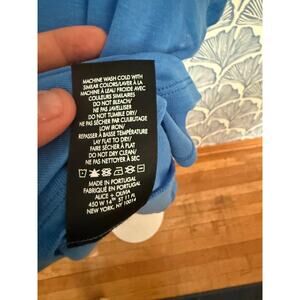 MACHINE WASH COLD WITH
SIMILAR COLORS/LAVER À LA
MACHINE À L'EAU FROIDE AVEC
COULEURS SIMILAIRES
DO NOT BLEACH/
NE PAS JAVELLISER
DO NOT TUMBLE DRY/
NE PAS SÉCHER PAR CULBUTAGE
LOW IRON/
REPASSER À BASSE TEMPÉRATURE
LAY FLAT TO DRY/
FAIRE SÉCHER À PLAT
DO NOT DRY CLEAN/
NE PAS NETTOYER À SEC
MADE IN PORTUGAL
FABRIQUÉ EN PORTUGAL
ALICE + OLIVIA
450 W 14TH ST 11 FL
NEW YORK, NY 10014